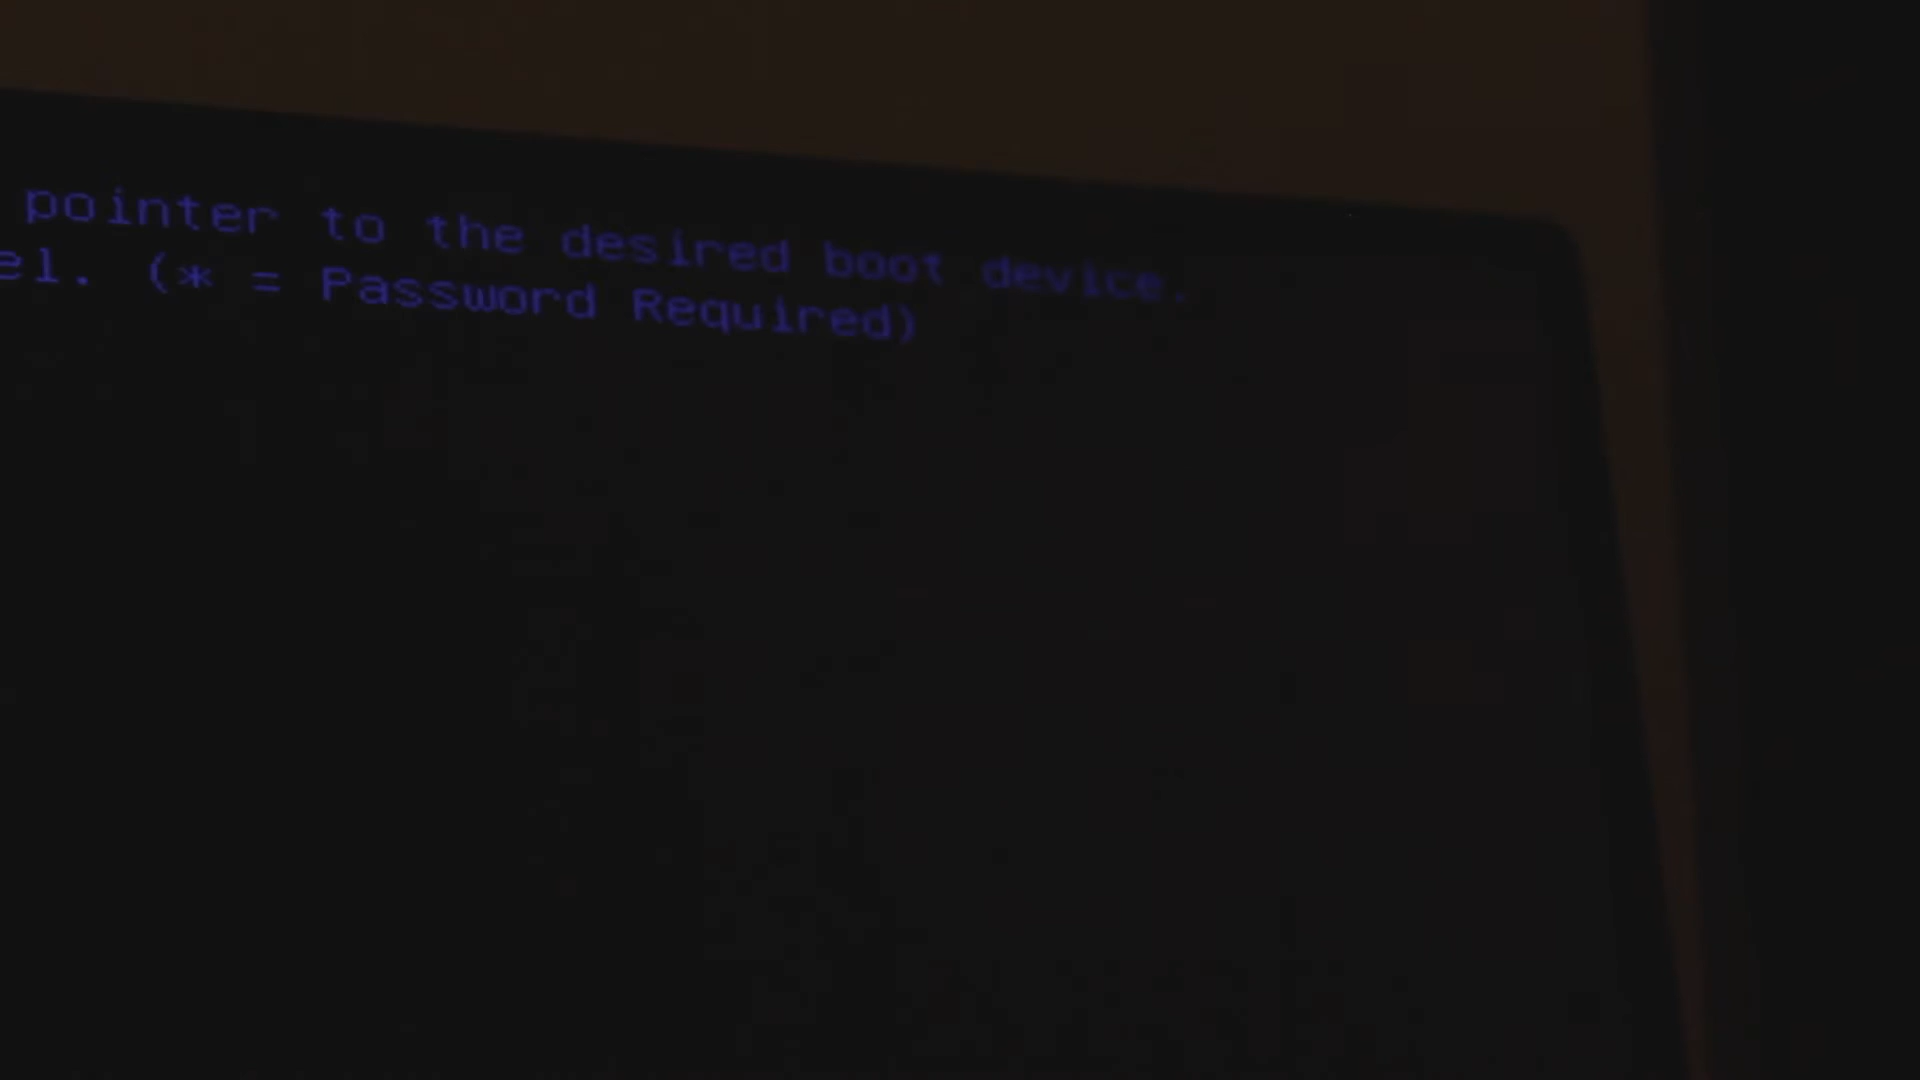 pointer to the desired boot device.
el. (* = Password Required)